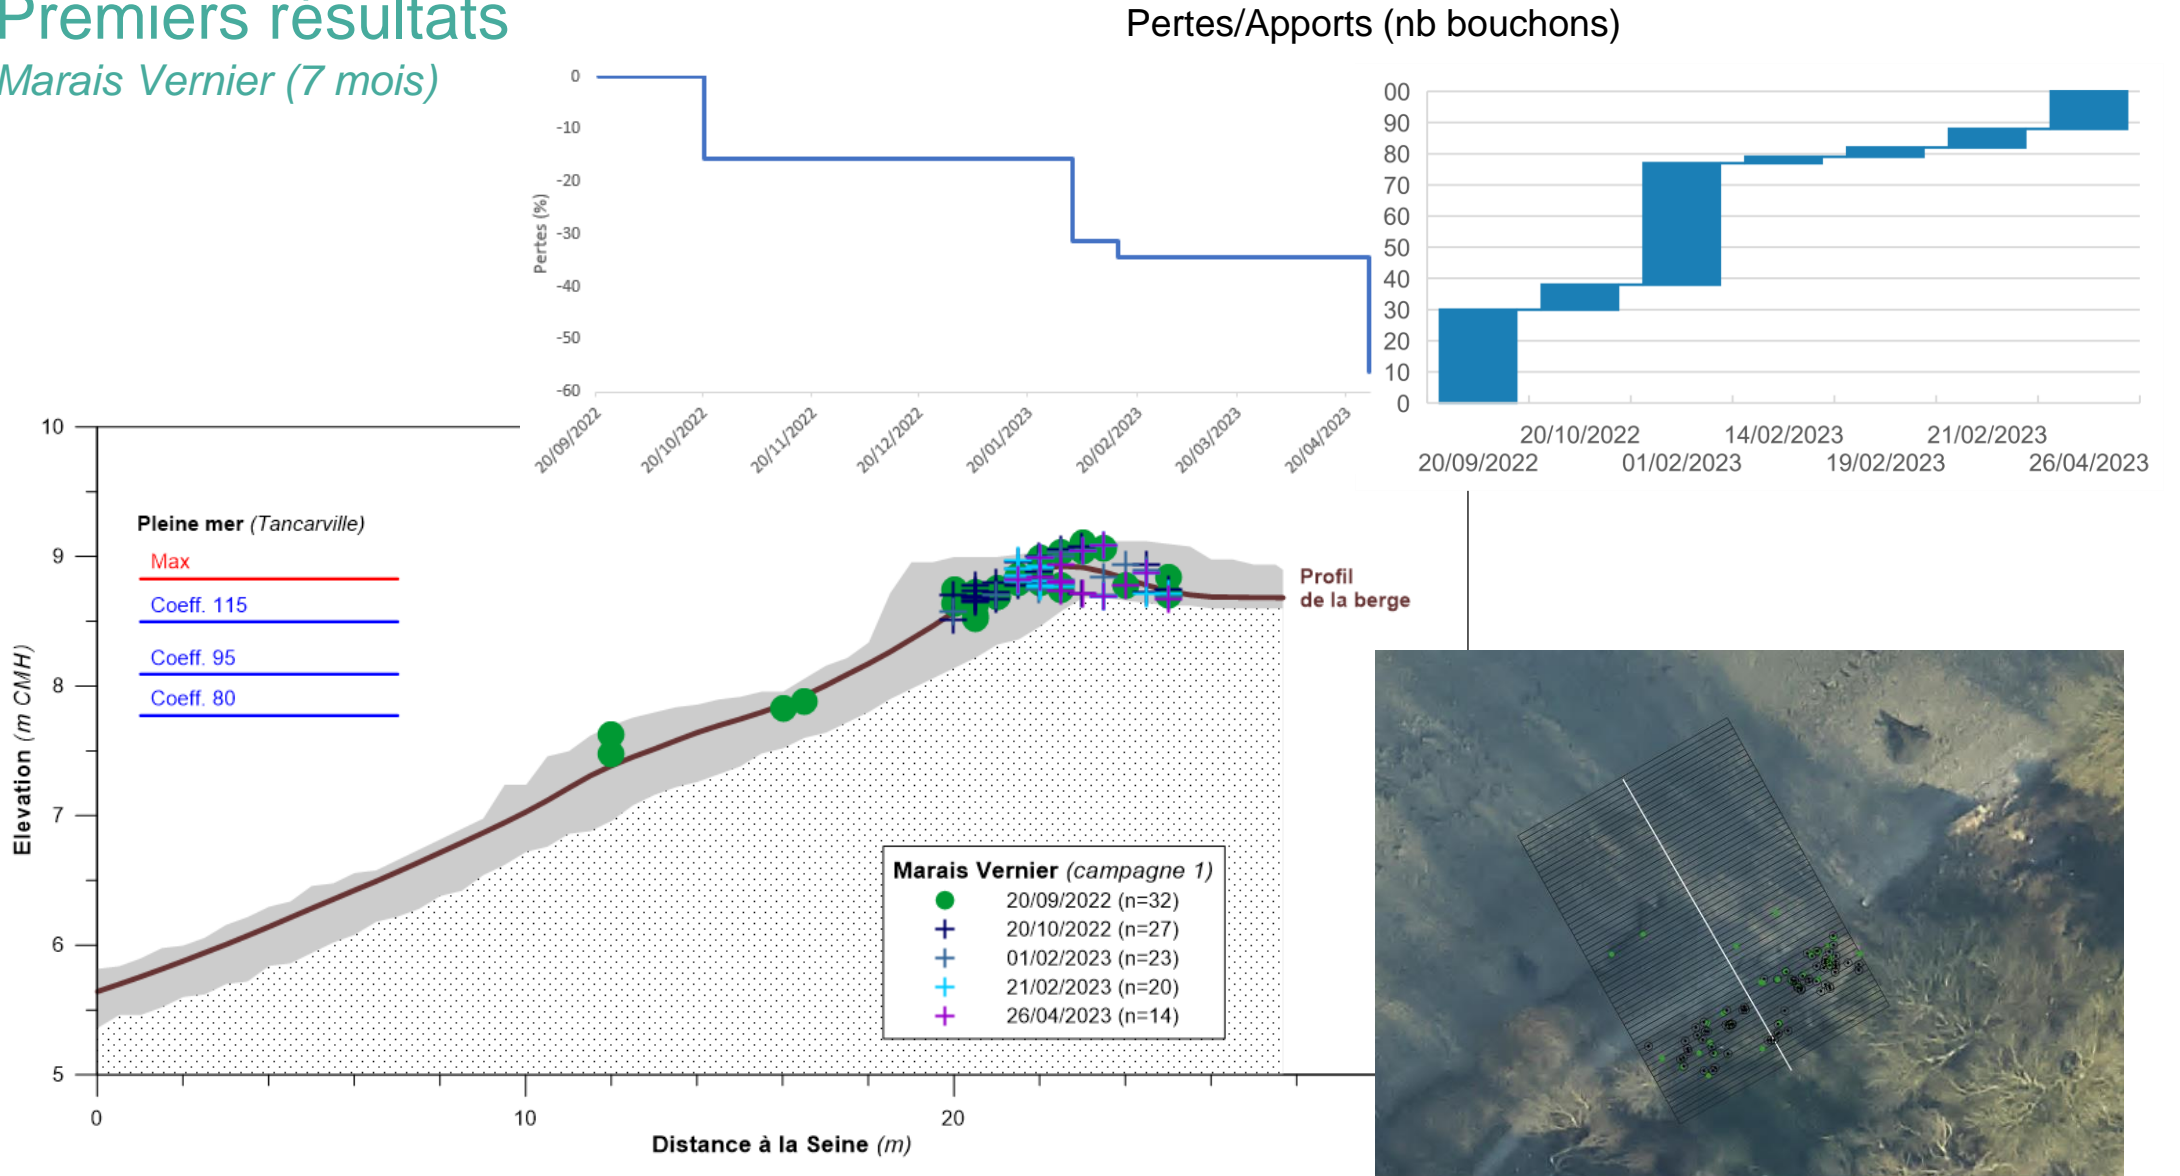 Premiers résultats
Marais Vernier (7 mois)
Pertes/Apports (nb bouchons)
Pertes (%)
0
-10
-20
-30
-40
-50
-60
20/09/2022
20/10/2022
20/11/2022
20/12/2022
20/01/2023
20/02/2023
20/03/2023
20/04/2023
00
90
80
70
60
50
40
30
20
10
0
20/10/2022
14/02/2023
21/02/2023
20/09/2022
01/02/2023
19/02/2023
26/04/2023
Elevation (m CMH)
10
9
8
7
6
5
Pleine mer (Tancarville)
Max
Coeff. 115
Coeff. 95
Coeff. 80
Profil
de la berge
Marais Vernier (campagne 1)
20/09/2022 (n=32)
20/10/2022 (n=27)
01/02/2023 (n=23)
21/02/2023 (n=20)
26/04/2023 (n=14)
0
10
20
Distance à la Seine (m)